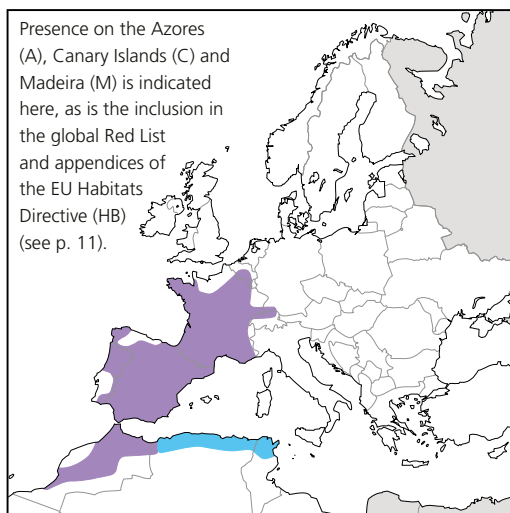 Presence on the Azores
(A), Canary Islands (C) and
Madeira (M) is indicated
here, as is the inclusion in
the global Red List
and appendices of
the EU Habitats
Directive (HB)
(see p. 11).